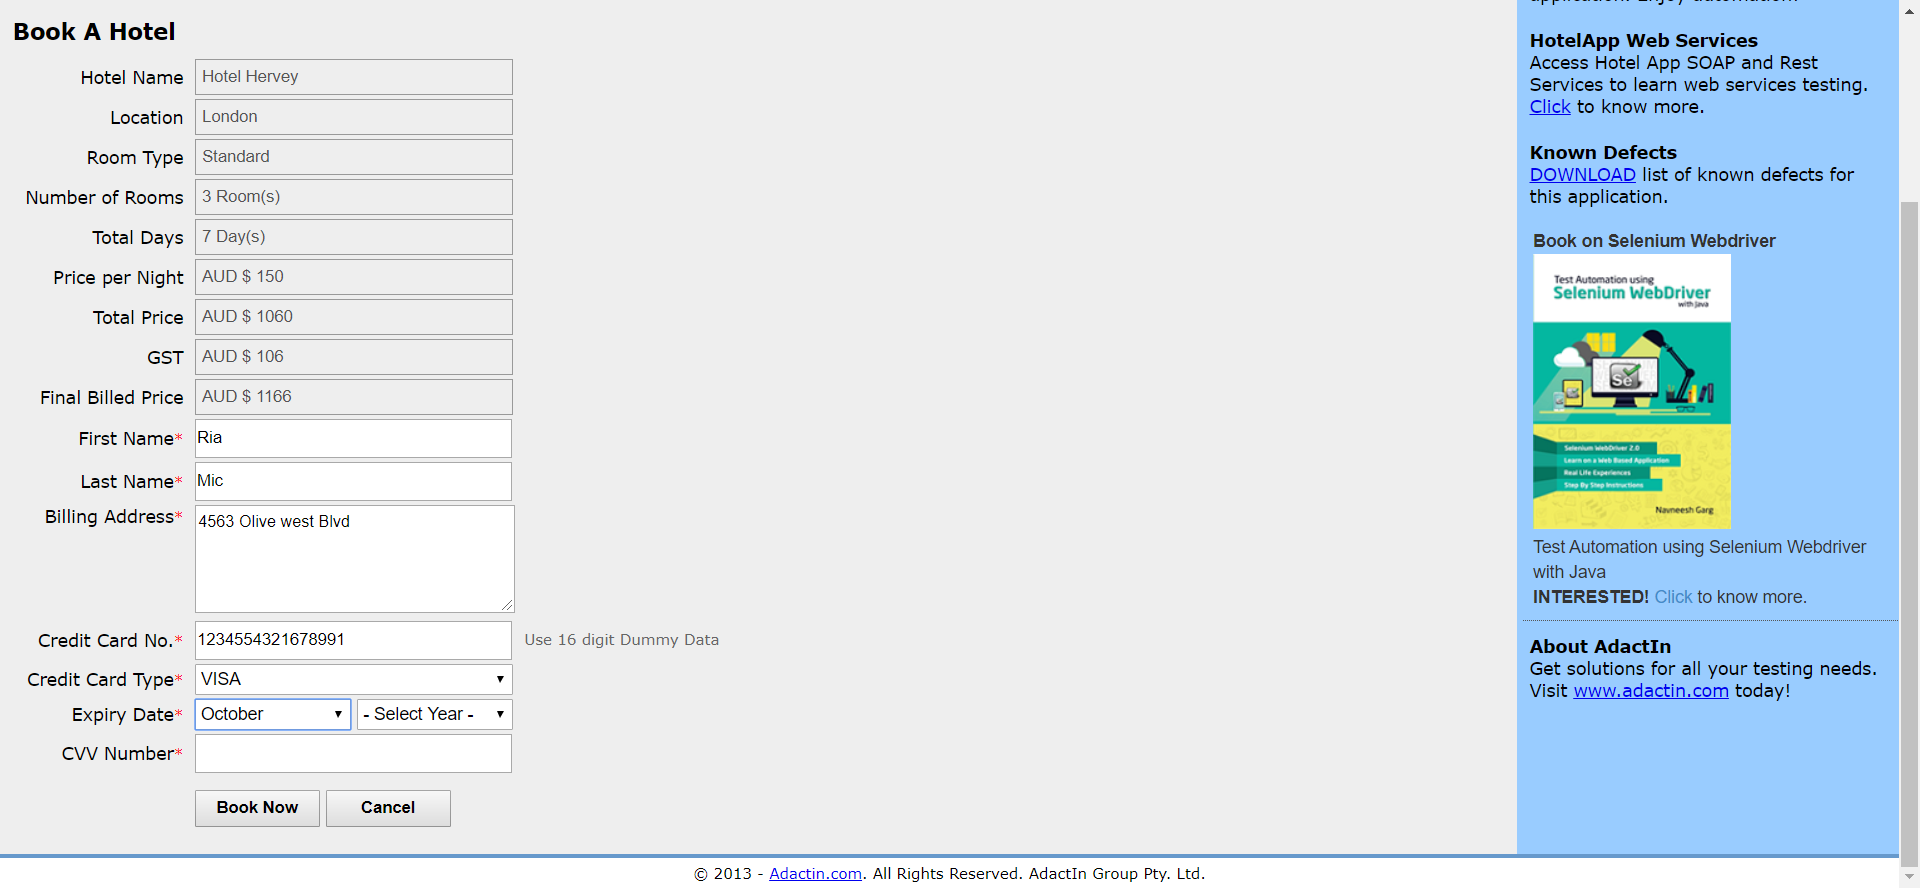 Book A Hotel
Hotel Name Hotel Hervey
Location London
Room Type Standard
Number of Rooms 3 Room(s)
Total Days 7 Day(s)
Price per Night AUD $ 150
Total Price AUD $ 1060
GST AUD $ 106
Final Billed Price AUD $ 1166
First Name* Ria
Last Name* Mic
Billing Address* 4563 Olive west Blvd
Credit Card No.* 1234554321678991 Use 16 digit Dummy Data
Credit Card Type* VISA
Expiry Date* October - Select Year -
CVV Number*
Book Now Cancel
HotelApp Web Services
Access Hotel App SOAP and Rest
Services to learn web services testing.
Click to know more.
Known Defects
DOWNLOAD list of known defects for
this application.
Book on Selenium Webdriver
Test Automation using
Selenium WebDriver
with Java
Se
Selenium WebDriver 2.0
Learn on a Web Based Application
Real Life Experiences
Step By Step Instructions
Navneesh Garg
Test Automation using Selenium Webdriver
with Java
INTERESTED! Click to know more.
About AdactIn
Get solutions for all your testing needs.
Visit www.adactin.com today!
© 2013 - Adactin.com. All Rights Reserved. AdactIn Group Pty. Ltd.